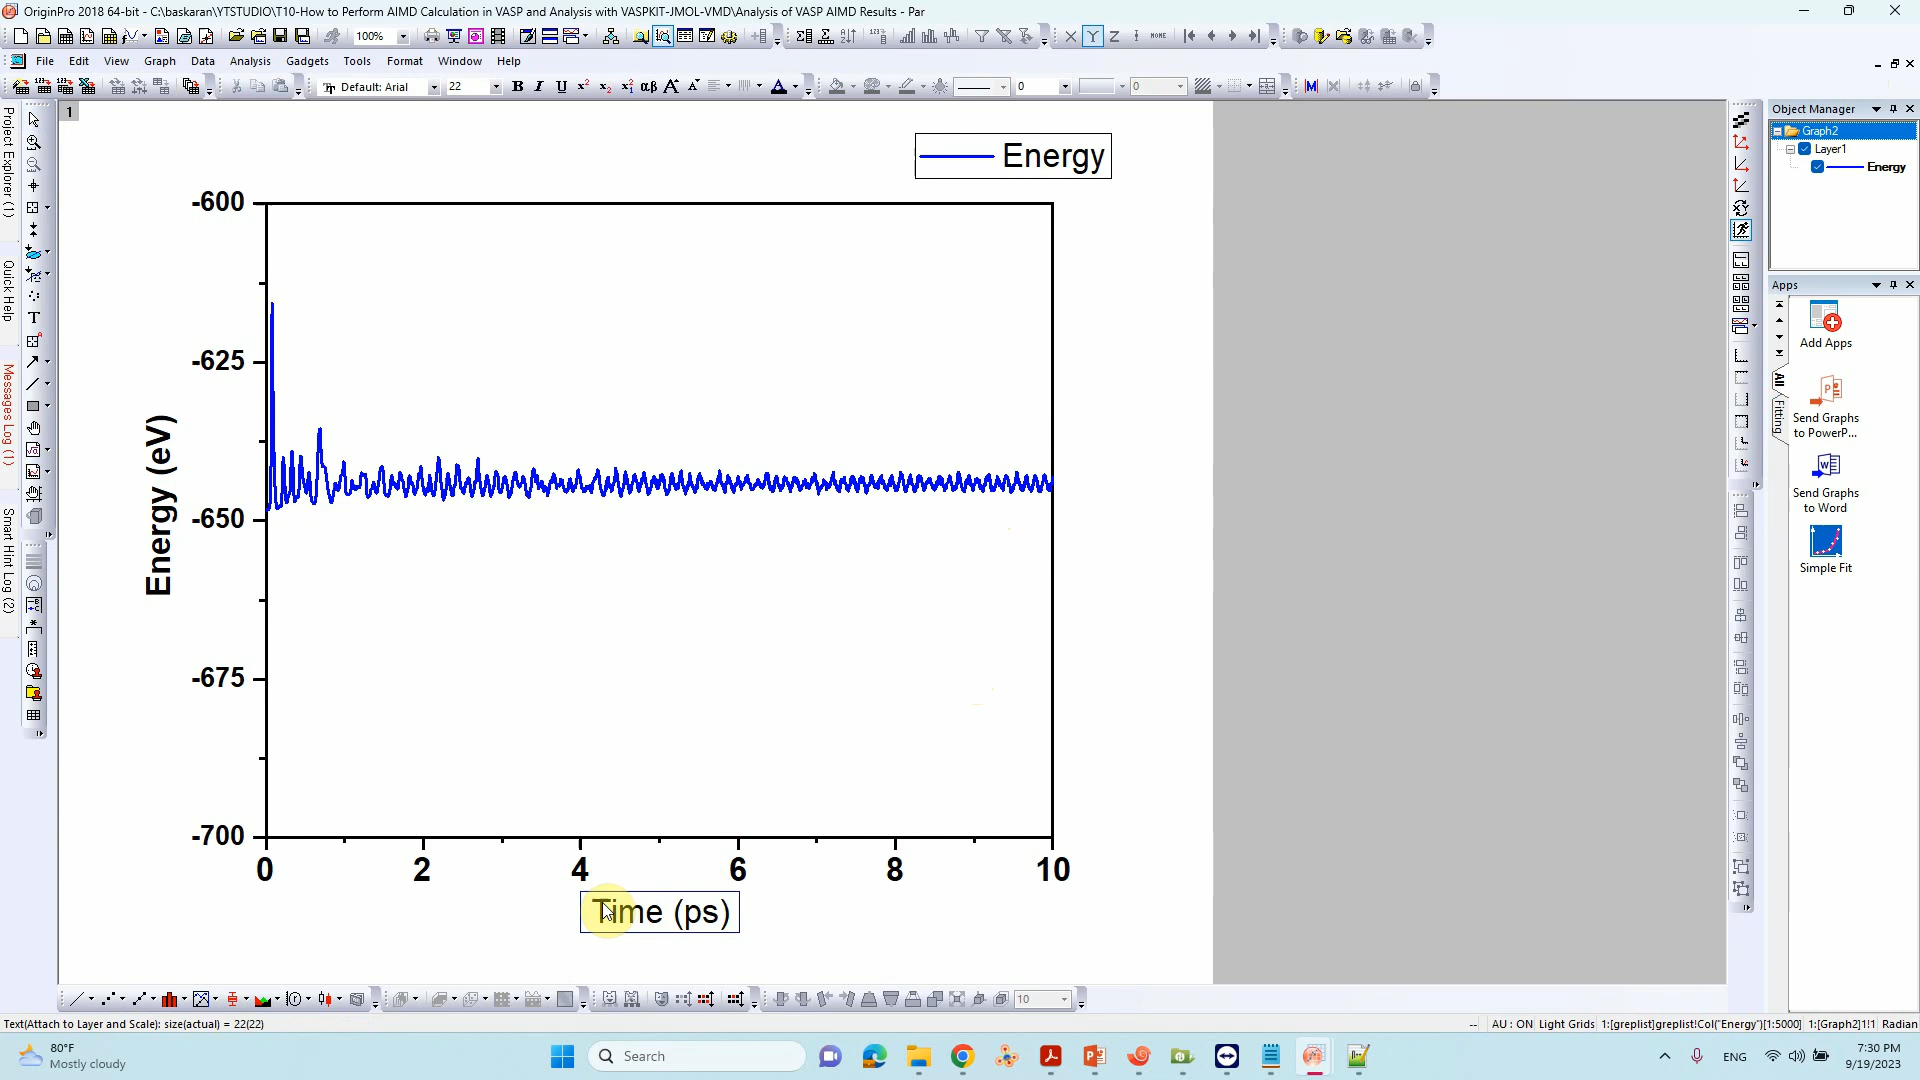 OriginPro 2018 64-bit - C:\baskaran\YTSTUDIO\T10-How to Perform AIMD Calculation in VASP and Analysis with VASPKIT-JMOL-VMD\Analysis of VASP AIMD Results - Par
100%
File Edit View Graph Data Analysis Gadgets Tools Format Window Help
Default: Arial 22 B I U αβ A A 0 0
X Y Z
Project Explorer (1)
Quick Help
Messages Log (1)
Smart Hint Log (2)
1
Energy
-600
-625
-650
-675
-700
Energy (eV)
0 2 4 6 8 10
Time (ps)
Object Manager
Graph2
Layer1
Energy
Apps
All
Fitting
Add Apps
Send Graphs
to PowerP...
Send Graphs
to Word
Simple Fit
10
Text(Attach to Layer and Scale): size(actual) = 22(22)
-- AU : ON Light Grids 1:[greplist]greplist!Col("Energy")[1:5000] 1:[Graph2]1!1 Radian
80°F
Mostly cloudy
Search
ENG
7:30 PM
9/19/2023